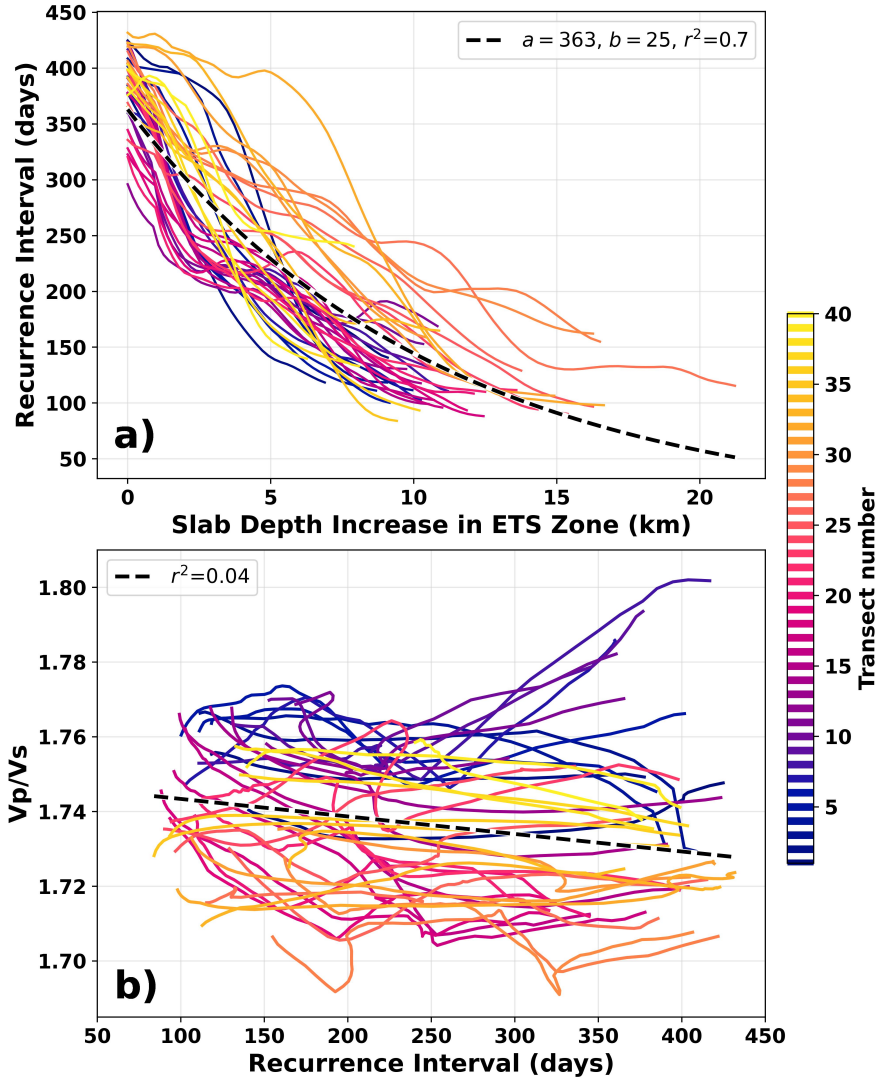 450
400
350
300
250
200
150
100
50
Recurrence Interval (days)
a = 363, b = 25, r²=0.7
a)
0 5 10 15 20
Slab Depth Increase in ETS Zone (km)
r²=0.04
1.80
1.78
1.76
1.74
1.72
1.70
Vp/Vs
b)
50 100 150 200 250 300 350 400 450
Recurrence Interval (days)
40
35
30
25
20
15
10
5
Transect number